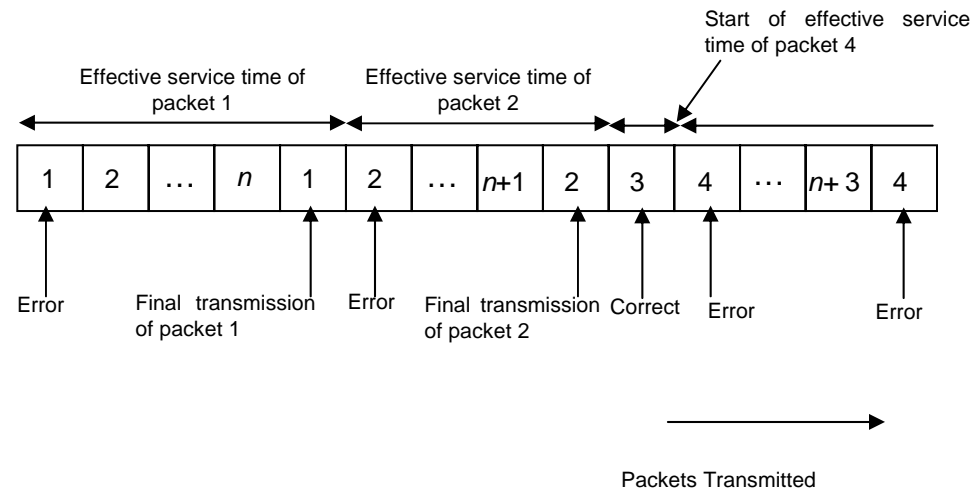 Start of effective service
time of packet 4
Effective service time of
packet 1
Effective service time of
packet 2
1 2 … n 1 2 … n+1 2 3 4 … n+ 3 4
Error
Final transmission
of packet 1
Error
Final transmission
of packet 2
Correct
Error
Error
Packets Transmitted